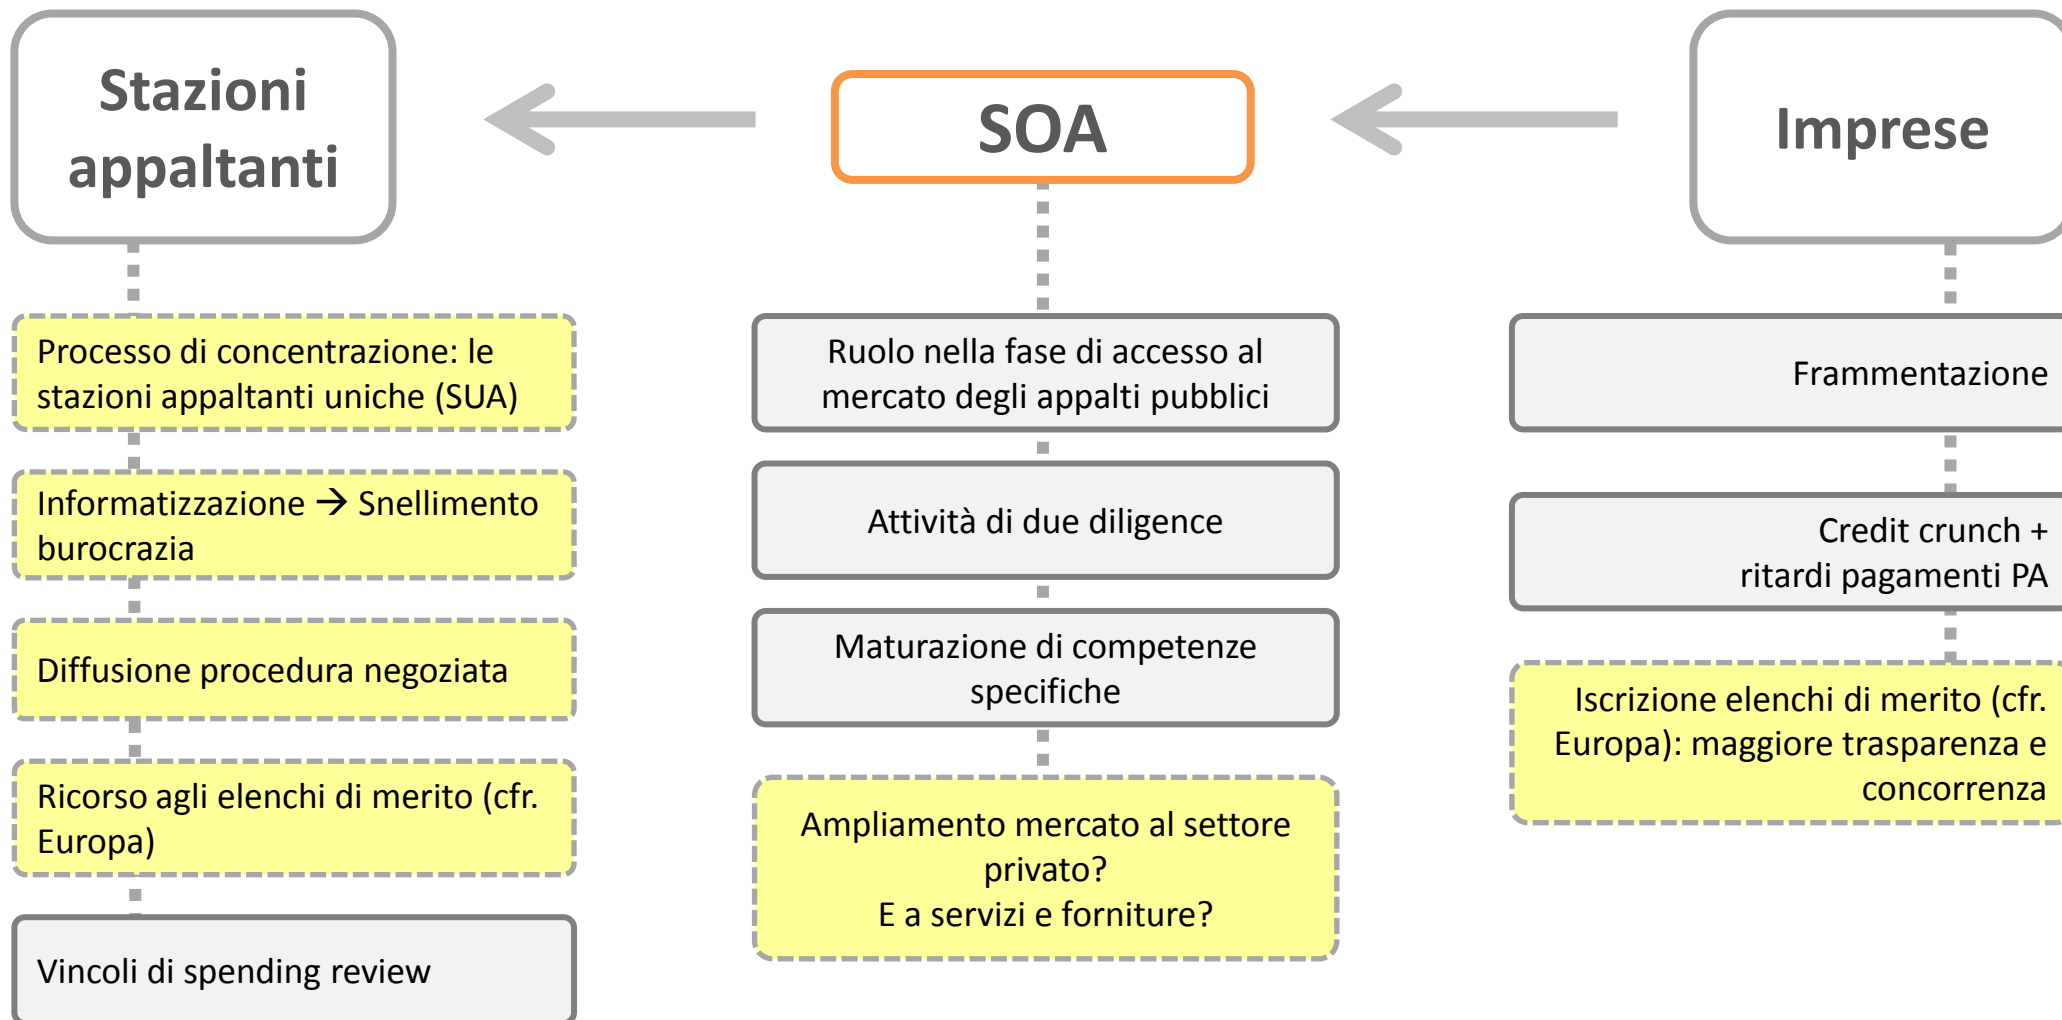 Stazioni
appaltanti
SOA
Imprese
Processo di concentrazione: le
stazioni appaltanti uniche (SUA)
Informatizzazione → Snellimento
burocrazia
Diffusione procedura negoziata
Ricorso agli elenchi di merito (cfr.
Europa)
Vincoli di spending review
Ruolo nella fase di accesso al
mercato degli appalti pubblici
Attività di due diligence
Maturazione di competenze
specifiche
Ampliamento mercato al settore
privato?
E a servizi e forniture?
Frammentazione
Credit crunch +
ritardi pagamenti PA
Iscrizione elenchi di merito (cfr.
Europa): maggiore trasparenza e
concorrenza